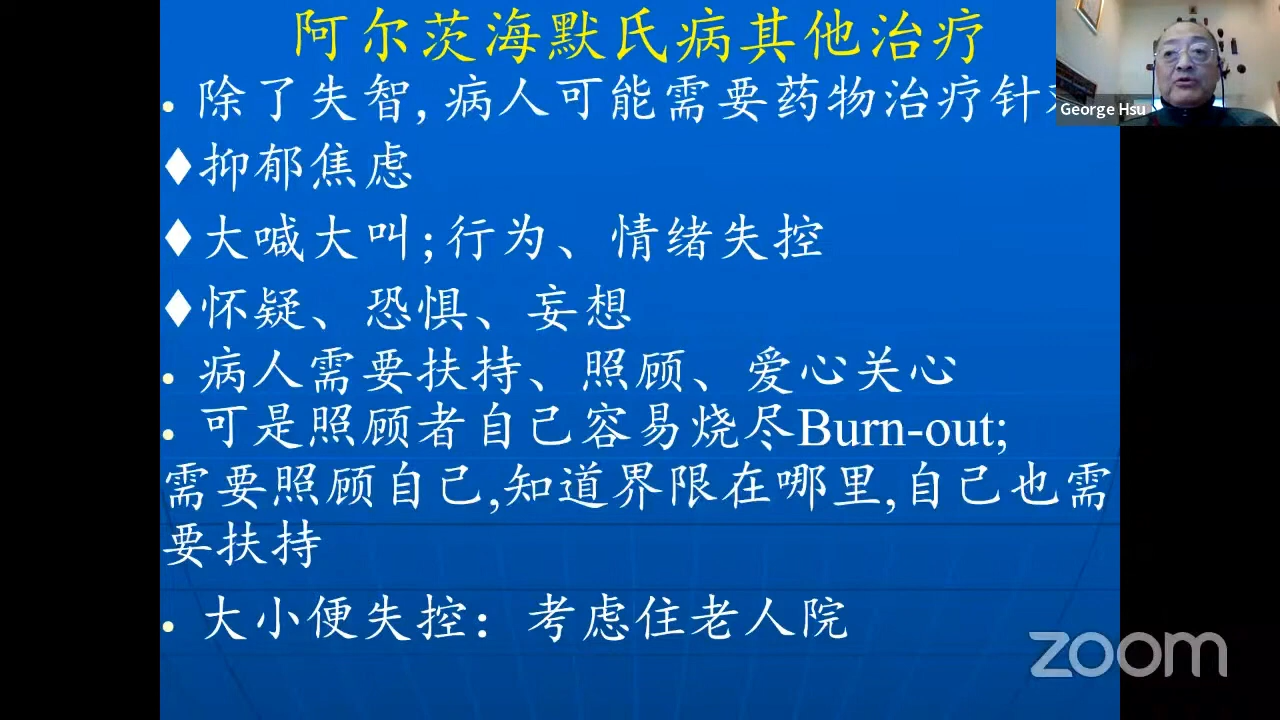 阿尔茨海默氏病其他治疗
• 除了失智,病人可能需要药物治疗针
♦抑郁焦虑
♦大喊大叫;行为、情绪失控
♦怀疑、恐惧、妄想
• 病人需要扶持、照顾、爱心关心
• 可是照顾者自己容易烧尽Burn-out;
需要照顾自己,知道界限在哪里,自己也需
要扶持
• 大小便失控：考虑住老人院
George Hsu
zoom